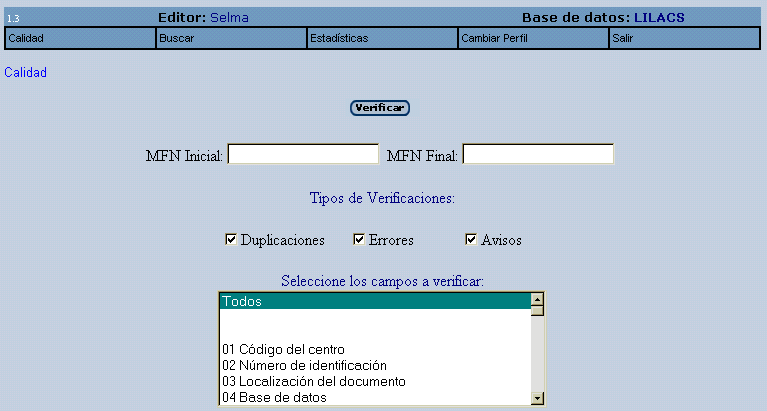 1.3 Editor: Selma Base de datos: LILACS
Calidad Buscar Estadísticas Cambiar Perfil Salir
Calidad
Verificar
MFN Inicial: MFN Final:
Tipos de Verificaciones:
Duplicaciones Errores Avisos
Seleccione los campos a verificar:
Todos
01 Código del centro
02 Número de identificación
03 Localización del documento
04 Base de datos